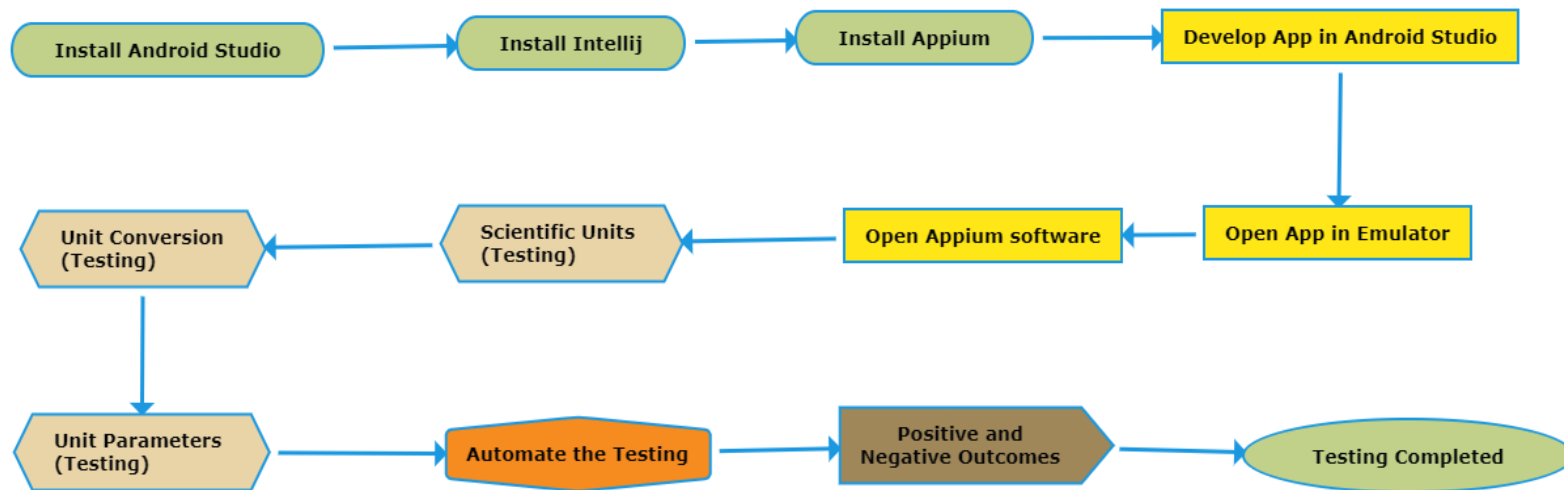 Install Android Studio
Install Intellij
Install Appium
Develop App in Android Studio
Open App in Emulator
Open Appium software
Scientific Units
(Testing)
Unit Conversion
(Testing)
Unit Parameters
(Testing)
Automate the Testing
Positive and
Negative Outcomes
Testing Completed